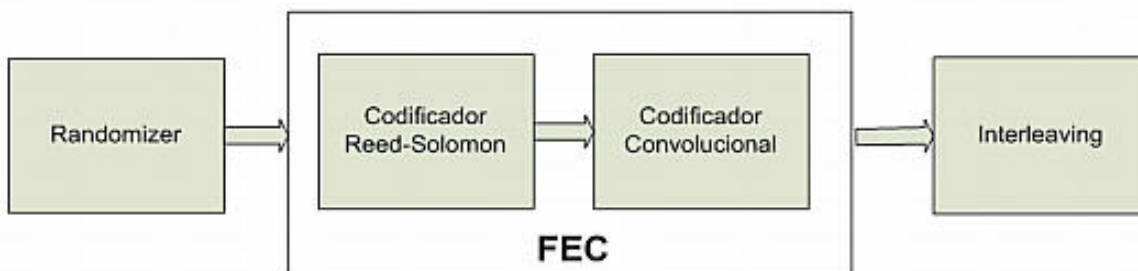 Randomizer
Codificador
Reed-Solomon
Codificador
Convolucional
Interleaving
FEC